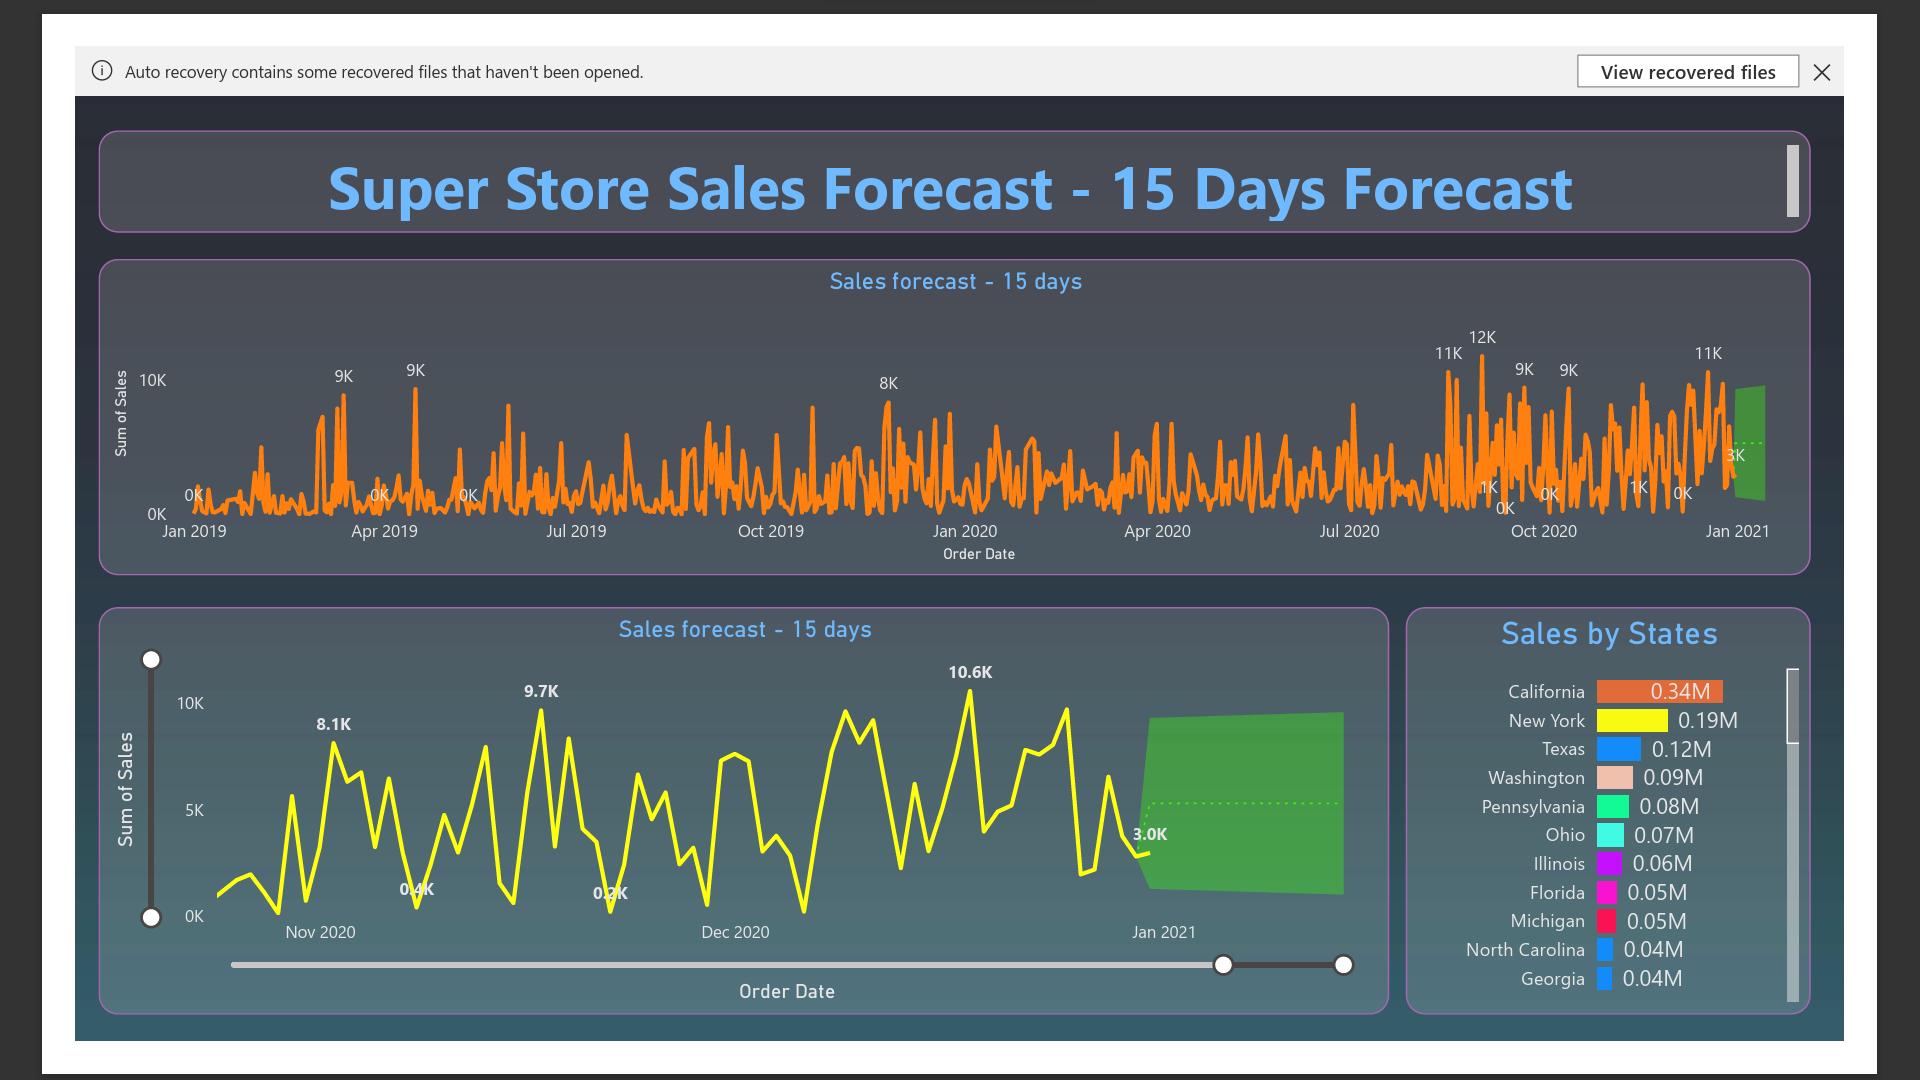 Auto recovery contains some recovered files that haven't been opened.
View recovered files
Super Store Sales Forecast - 15 Days Forecast
Sales forecast - 15 days
Sum of Sales
10K
0K
0K
9K
0K
9K
0K
8K
11K
12K
1K
0K
9K
0K
9K
1K
0K
11K
3K
Jan 2019
Apr 2019
Jul 2019
Oct 2019
Jan 2020
Apr 2020
Jul 2020
Oct 2020
Jan 2021
Order Date
Sales forecast - 15 days
Sum of Sales
10K
5K
0K
8.1K
0.4K
9.7K
0.2K
10.6K
3.0K
Nov 2020
Dec 2020
Jan 2021
Order Date
Sales by States
California 0.34M
New York 0.19M
Texas 0.12M
Washington 0.09M
Pennsylvania 0.08M
Ohio 0.07M
Illinois 0.06M
Florida 0.05M
Michigan 0.05M
North Carolina 0.04M
Georgia 0.04M